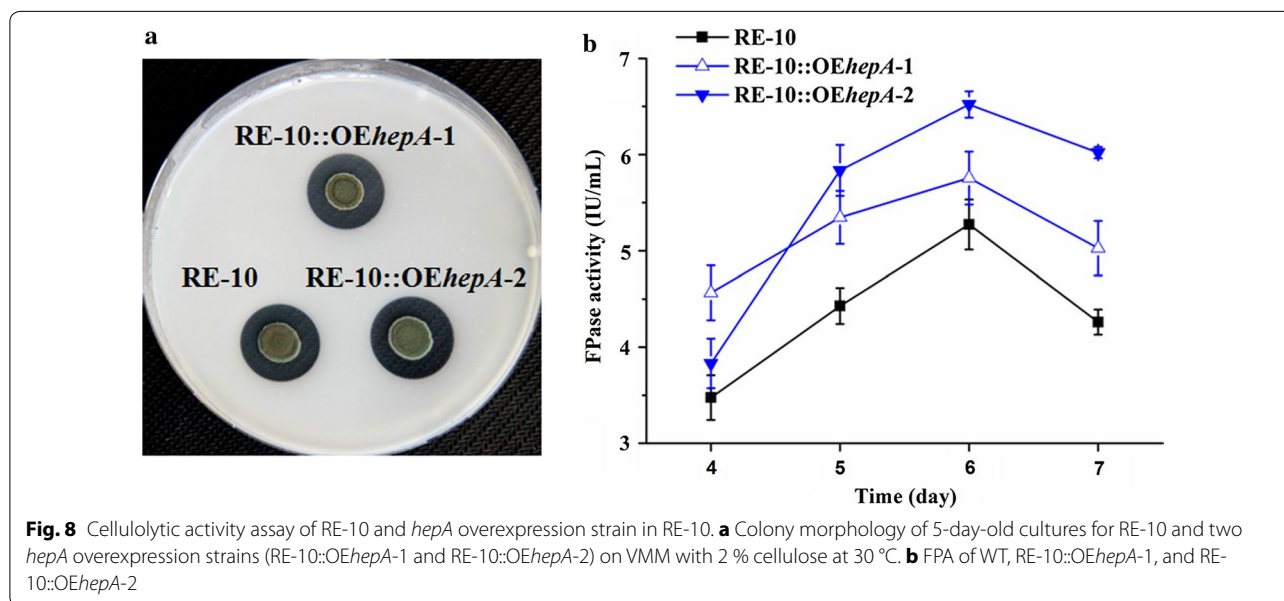 a
RE-10::OEhepA-1
RE-10
RE-10::OEhepA-2
b
RE-10
RE-10::OEhepA-1
RE-10::OEhepA-2
FPase activity (IU/mL)
7
6
5
4
3
4 5 6 7
Time (day)
Fig. 8 Cellulolytic activity assay of RE-10 and hepA overexpression strain in RE-10. a Colony morphology of 5-day-old cultures for RE-10 and two
hepA overexpression strains (RE-10::OEhepA-1 and RE-10::OEhepA-2) on VMM with 2 % cellulose at 30 °C. b FPA of WT, RE-10::OEhepA-1, and RE-
10::OEhepA-2